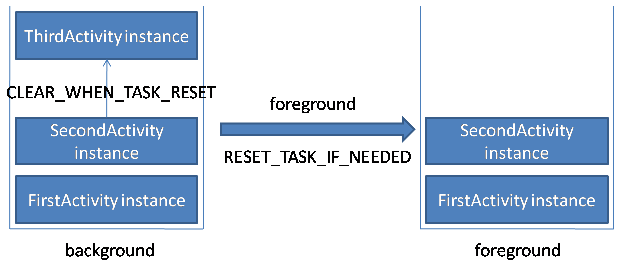 ThirdActivity instance
CLEAR_WHEN_TASK_RESET
SecondActivity
instance
FirstActivity instance
background
foreground
RESET_TASK_IF_NEEDED
SecondActivity
instance
FirstActivity instance
foreground